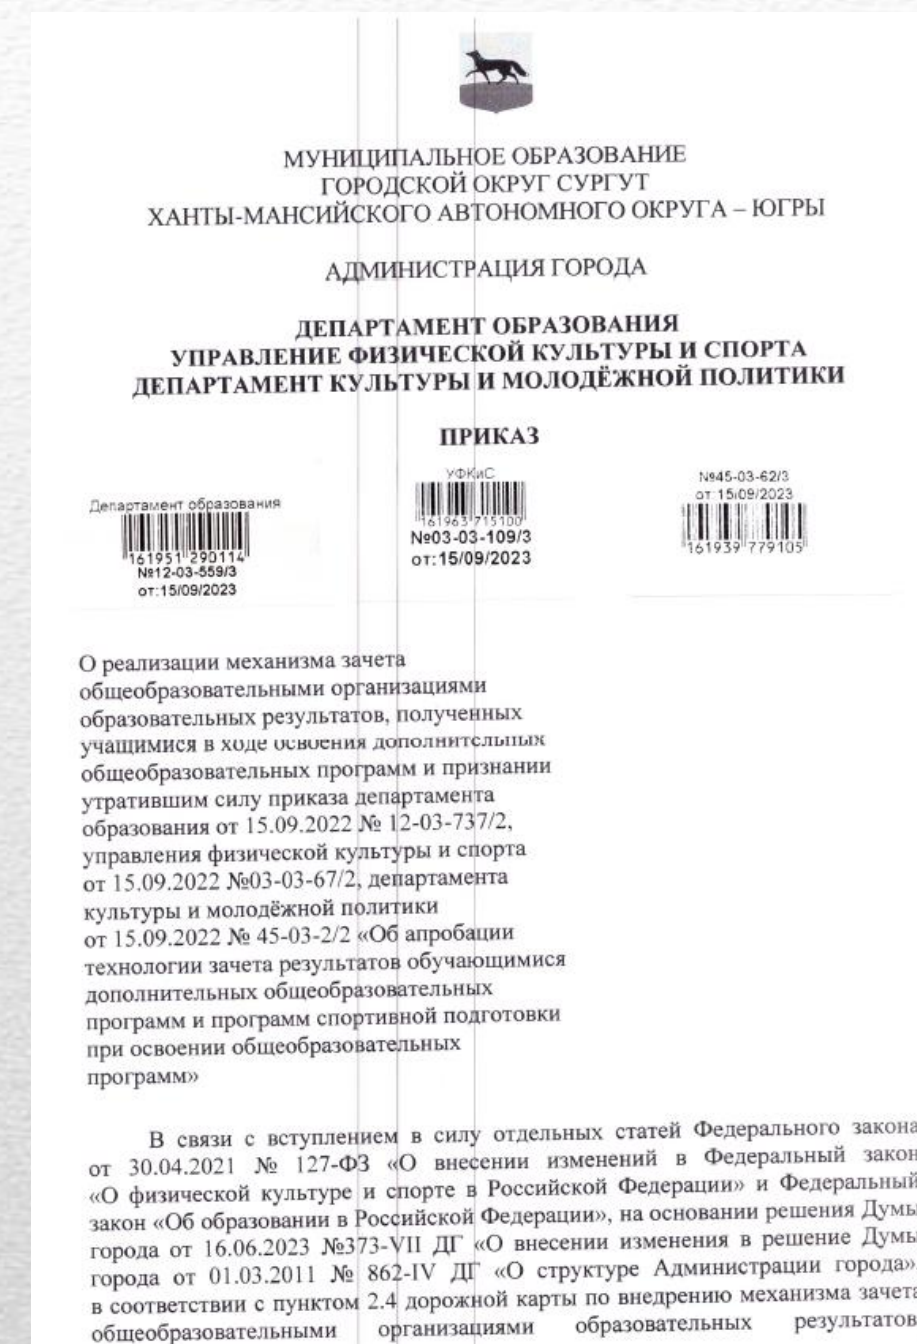 МУНИЦИПАЛЬНОЕ ОБРАЗОВАНИЕ
ГОРОДСКОЙ ОКРУГ СУРГУТ
ХАНТЫ-МАНСИЙСКОГО АВТОНОМНОГО ОКРУГА – ЮГРЫ
АДМИНИСТРАЦИЯ ГОРОДА
ДЕПАРТАМЕНТ ОБРАЗОВАНИЯ
УПРАВЛЕНИЕ ФИЗИЧЕСКОЙ КУЛЬТУРЫ И СПОРТА
ДЕПАРТАМЕНТ КУЛЬТУРЫ И МОЛОДЁЖНОЙ ПОЛИТИКИ
ПРИКАЗ
Департамент образования
161951 290114
№12-03-559/3
от:15/09/2023
УФКиС
161963 715100
№03-03-109/3
от:15/09/2023
№45-03-62/3
от:15/09/2023
161939 779105
О реализации механизма зачета
общеобразовательными организациями
образовательных результатов, полученных
учащимися в ходе освоения дополнительных
общеобразовательных программ и признании
утратившим силу приказа департамента
образования от 15.09.2022 № 12-03-737/2,
управления физической культуры и спорта
от 15.09.2022 №03-03-67/2, департамента
культуры и молодёжной политики
от 15.09.2022 № 45-03-2/2 «Об апробации
технологии зачета результатов обучающимися
дополнительных общеобразовательных
программ и программ спортивной подготовки
при освоении общеобразовательных
программ»
В связи с вступлением в силу отдельных статей Федерального закона
от 30.04.2021 № 127-ФЗ «О внесении изменений в Федеральный закон
«О физической культуре и спорте в Российской Федерации» и Федеральный
закон «Об образовании в Российской Федерации», на основании решения Думы
города от 16.06.2023 №373-VII ДГ «О внесении изменения в решение Думы
города от 01.03.2011 № 862-IV ДГ «О структуре Администрации города»
в соответствии с пунктом 2.4 дорожной карты по внедрению механизма зачета
общеобразовательными организациями образовательных результатов